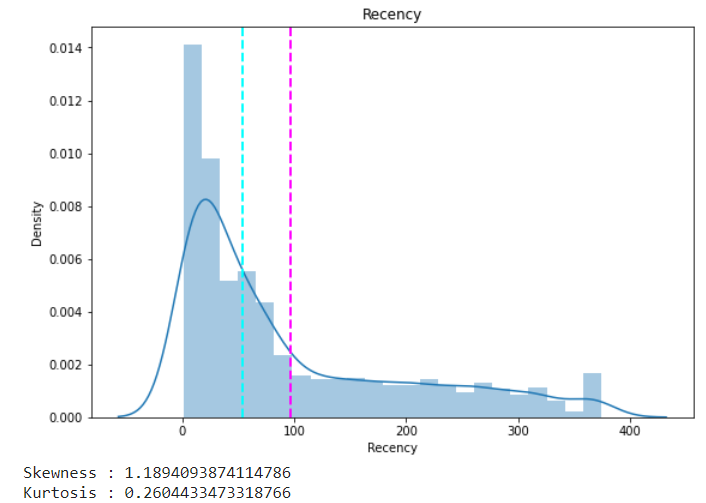 Recency
0.014
0.012
0.010
0.008
0.006
0.004
0.002
0.000
Density
0 100 200 300 400
Recency
Skewness : 1.1894093874114786
Kurtosis : 0.2604433473318766